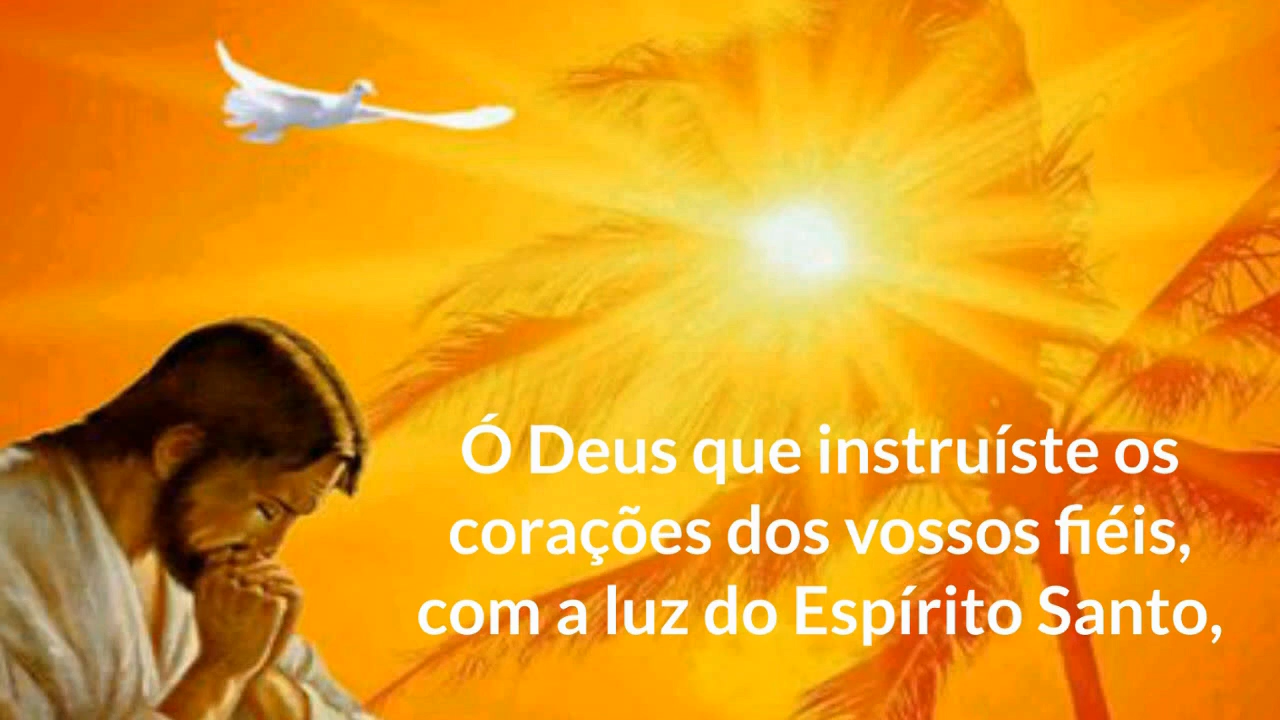 Ó Deus que instruíste os
corações dos vossos fiéis,
com a luz do Espírito Santo,